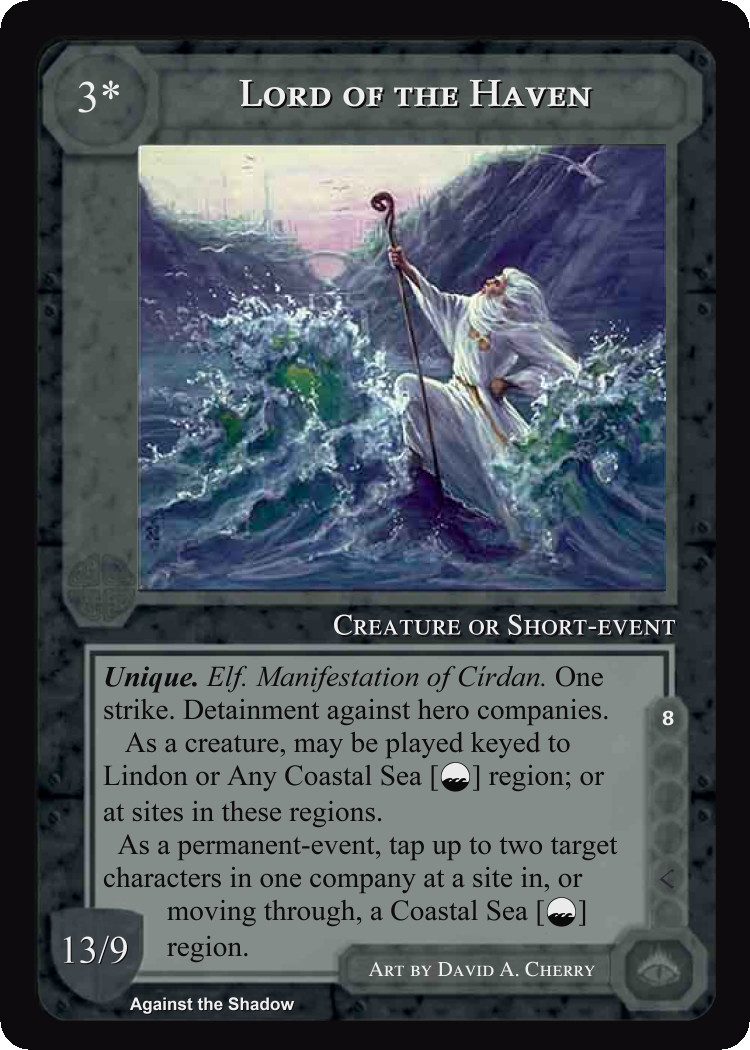 3*
Lord of the Haven
Creature or Short-event
Unique. Elf. Manifestation of Círdan. One
strike. Detainment against hero companies.
As a creature, may be played keyed to
Lindon or Any Coastal Sea [ ] region; or
at sites in these regions.
As a permanent-event, tap up to two target
characters in one company at a site in, or
moving through, a Coastal Sea [ ]
region.
8
13/9
Art by David A. Cherry
Against the Shadow